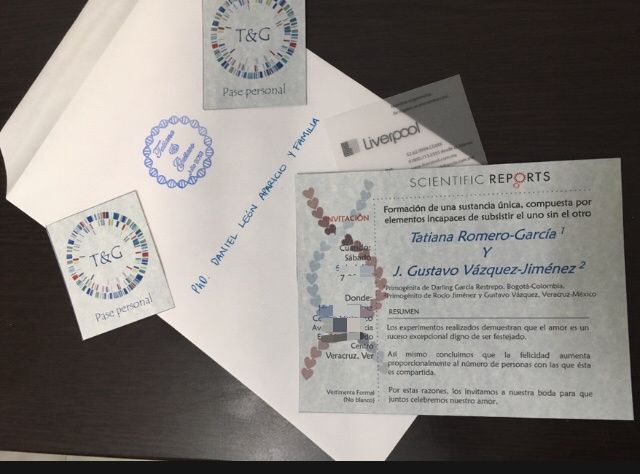 T&G
Pase personal
Tatiana
&
Gustavo
T&G
Pase personal
PAO, DANIEL LEÓN APARICIO Y FAMILIA
Liverpool
SCIENTIFIC REPORTS
INVITACIÓN
Cuándo:
Sábado
Donde:
Centro
Veracruz, Ver
Vestimenta Formal
(No blanco)
Formación de una sustancia única, compuesta por
elementos incapaces de subsistir el uno sin el otro
Tatiana Romero-García 1
Y
J. Gustavo Vázquez-Jiménez 2
Primogénita de Darling García Restrepo, Bogotá-Colombia,
Primogénito de Rocío Jiménez y Gustavo Vázquez, Veracruz-México
RESUMEN
Los experimentos realizados demuestran que el amor es un
suceso excepcional digno de ser festejado.
Así mismo concluimos que la felicidad aumenta
proporcionalmente al número de personas con las que ésta
es compartida.
Por estas razones, los invitamos a nuestra boda para que
juntos celebremos nuestro amor.